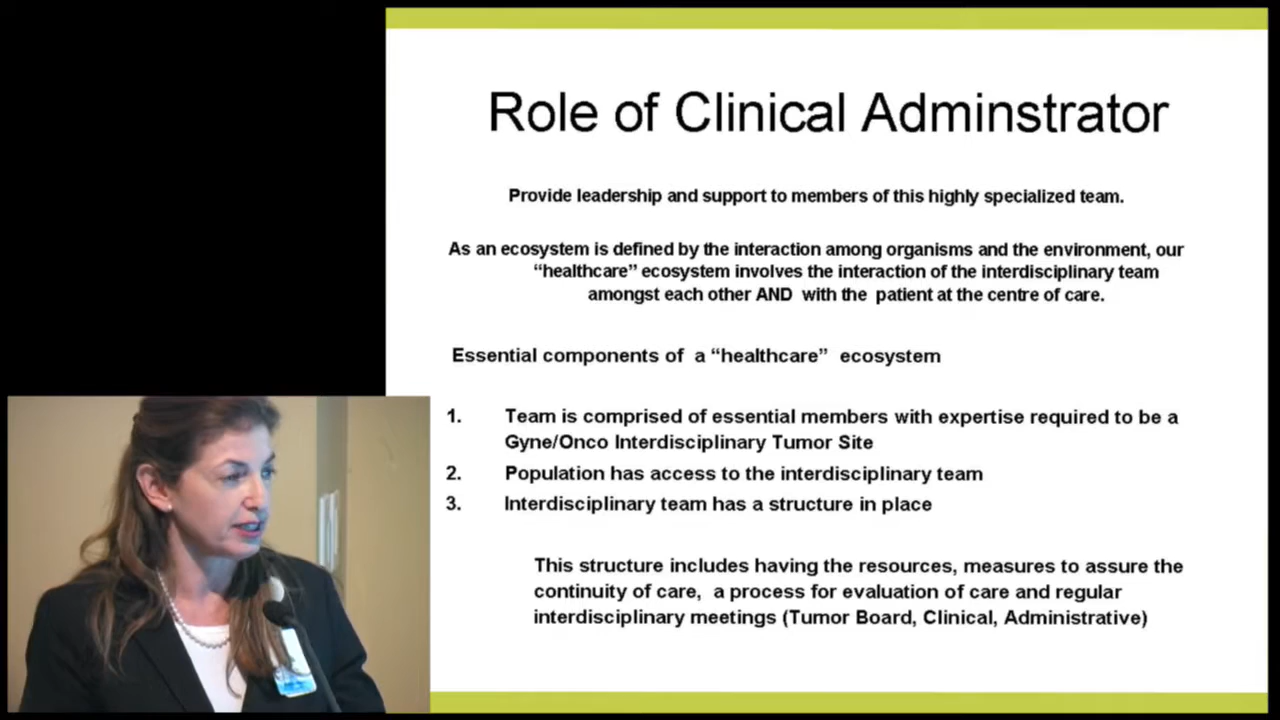 Role of Clinical Adminstrator
Provide leadership and support to members of this highly specialized team.
As an ecosystem is defined by the interaction among organisms and the environment, our
“healthcare” ecosystem involves the interaction of the interdisciplinary team
amongst each other AND with the patient at the centre of care.
Essential components of a “healthcare” ecosystem
1. Team is comprised of essential members with expertise required to be a
Gyne/Onco Interdisciplinary Tumor Site
2. Population has access to the interdisciplinary team
3. Interdisciplinary team has a structure in place
This structure includes having the resources, measures to assure the
continuity of care, a process for evaluation of care and regular
interdisciplinary meetings (Tumor Board, Clinical, Administrative)